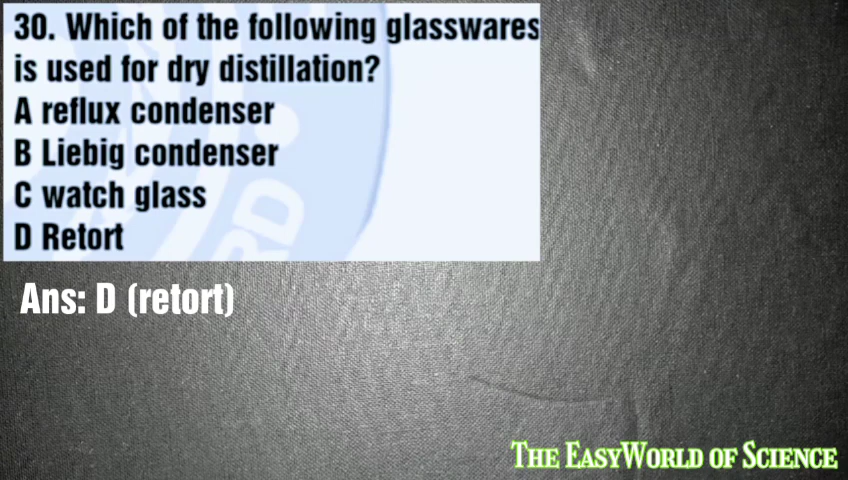 30. Which of the following glasswares
is used for dry distillation?
A reflux condenser
B Liebig condenser
C watch glass
D Retort
RD.
Ans: D (retort)
THE EASYWORLD OF SCIENCE